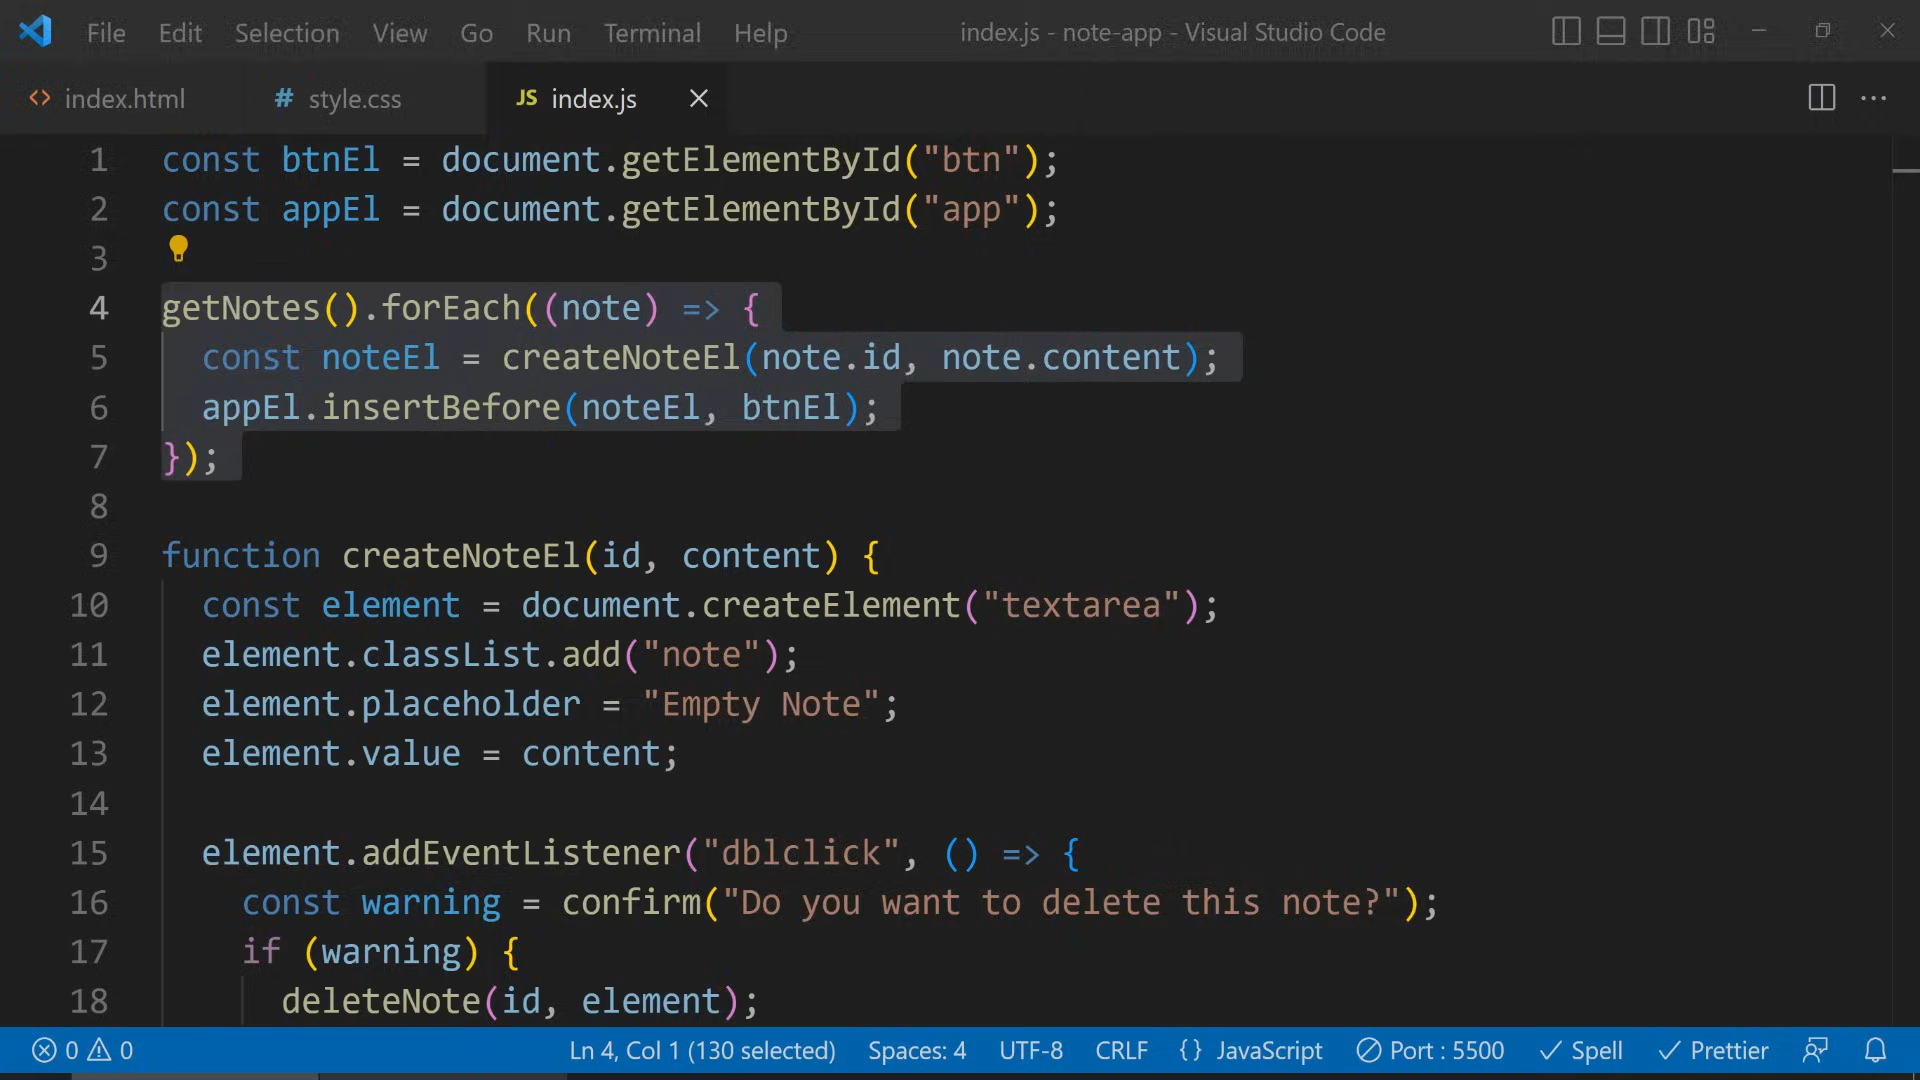 File Edit Selection View Go Run Terminal Help index.js - note-app - Visual Studio Code
<> index.html # style.css JS index.js
1 const btnEl = document.getElementById("btn");
2 const appEl = document.getElementById("app");
3
4 getNotes().forEach((note) => {
5 const noteEl = createNoteEl(note.id, note.content);
6 appEl.insertBefore(noteEl, btnEl);
7 });
8
9 function createNoteEl(id, content) {
10 const element = document.createElement("textarea");
11 element.classList.add("note");
12 element.placeholder = "Empty Note";
13 element.value = content;
14
15 element.addEventListener("dblclick", () => {
16 const warning = confirm("Do you want to delete this note?");
17 if (warning) {
18 deleteNote(id, element);
0 0 Ln 4, Col 1 (130 selected) Spaces: 4 UTF-8 CRLF {} JavaScript Port : 5500 Spell Prettier